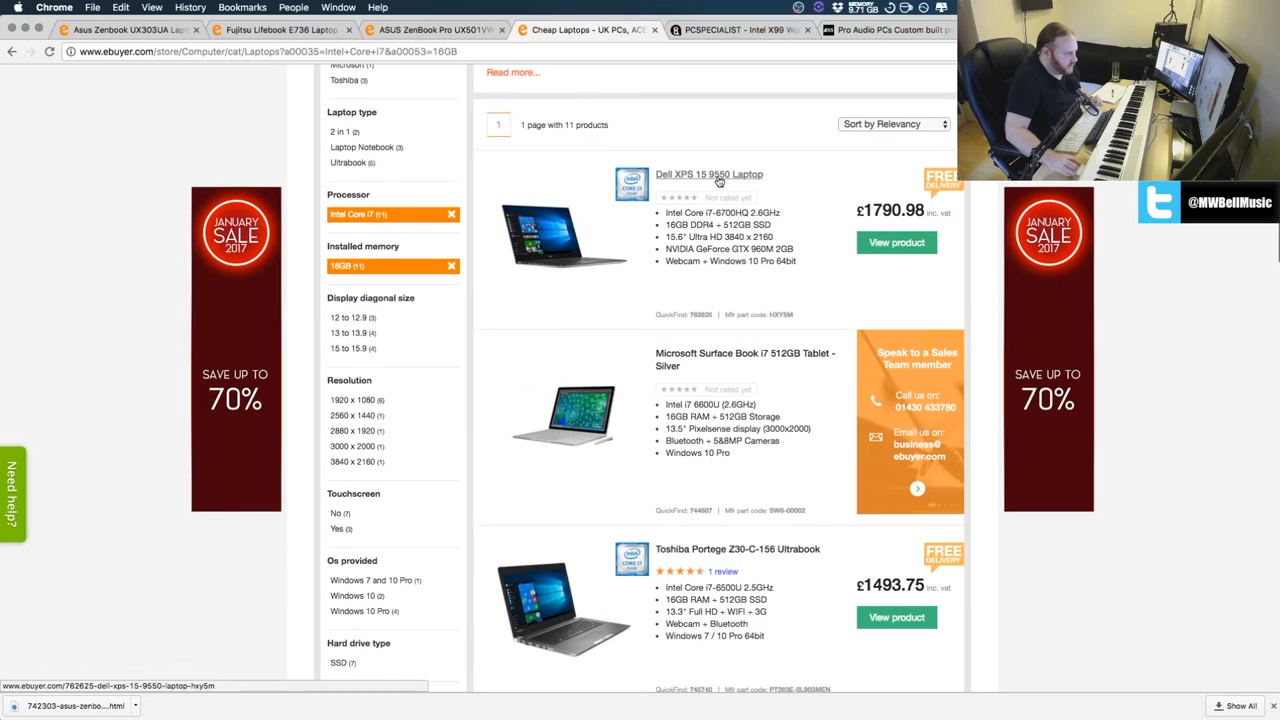 Chrome File Edit View History Bookmarks People Window Help
MEMORY
9.71GB
Asus Zenbook UX303UA Lapto
Fujitsu Lifebook E736 Laptop
ASUS ZenBook Pro UX501VW
Cheap Laptops - UK PCs, ACE
PCSPECIALIST - Intel X99 Wo
Pro Audio PCs Custom built p
www.ebuyer.com/store/Computer/cat/Laptops?a00035=Intel+Core+i7&a00053=16GB
Microsoft (1)
Toshiba (3)
Laptop type
2 in 1 (2)
Laptop Notebook (3)
Ultrabook (6)
Processor
Intel Core i7 (11)
Installed memory
16GB (11)
Display diagonal size
12 to 12.9 (3)
13 to 13.9 (4)
15 to 15.9 (4)
Resolution
1920 x 1080 (6)
2560 x 1440 (1)
2880 x 1920 (1)
3000 x 2000 (1)
3840 x 2160 (1)
Touchscreen
No (7)
Yes (3)
Os provided
Windows 7 and 10 Pro (1)
Windows 10 (2)
Windows 10 Pro (4)
Hard drive type
SSD (7)
Read more...
1
1 page with 11 products
Sort by Relevancy
Dell XPS 15 9550 Laptop
Not rated yet
Intel Core i7-6700HQ 2.6GHz
16GB DDR4 + 512GB SSD
15.6" Ultra HD 3840 x 2160
NVIDIA GeForce GTX 960M 2GB
Webcam + Windows 10 Pro 64bit
QuickFind: 762625 | Mfr part code: HXY5M
FREE
DELIVERY
£1790.98 inc. vat
View product
Microsoft Surface Book i7 512GB Tablet -
Silver
Not rated yet
Intel i7 6600U (2.6GHz)
16GB RAM + 512GB Storage
13.5" Pixelsense display (3000x2000)
Bluetooth + 5&8MP Cameras
Windows 10 Pro
QuickFind: 744687 | Mfr part code: SW6-00002
Speak to a Sales
Team member
Call us on:
01430 433780
Email us on:
business@
ebuyer.com
Toshiba Portege Z30-C-156 Ultrabook
1 review
Intel Core i7-6500U 2.5GHz
16GB RAM + 512GB SSD
13.3" Full HD + WIFI + 3G
Webcam + Bluetooth
Windows 7 / 10 Pro 64bit
QuickFind: 745740 | Mfr part code: PT263E-0L903MEN
FREE
DELIVERY
£1493.75 inc. vat
View product
JANUARY
SALE
2017
SAVE UP TO
70%
JANUARY
SALE
2017
SAVE UP TO
70%
@MWBellMusic
Need help?
www.ebuyer.com/762625-dell-xps-15-9550-laptop-hxy5m
742303-asus-zenbo....html
Show All